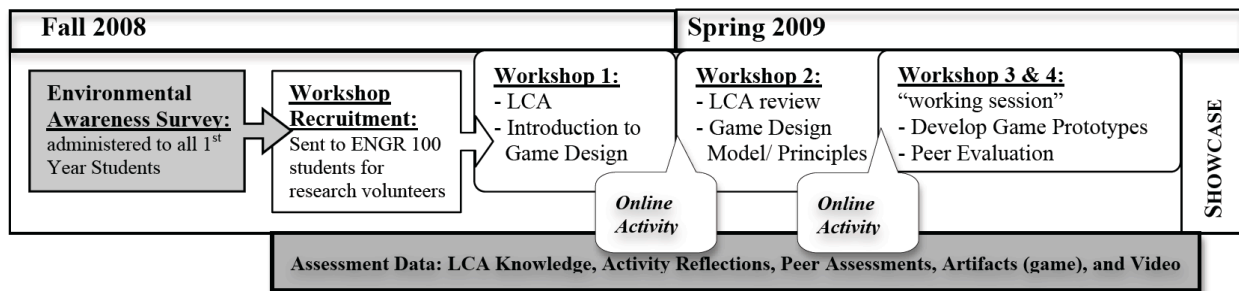 Fall 2008
Spring 2009
Environmental
Awareness Survey:
administered to all 1st
Year Students
Workshop
Recruitment:
Sent to ENGR 100
students for
research volunteers
Workshop 1:
- LCA
- Introduction to
Game Design
Online
Activity
Workshop 2:
- LCA review
- Game Design
Model/ Principles
Online
Activity
Workshop 3 & 4:
“working session”
- Develop Game Prototypes
- Peer Evaluation
SHOWCASE
Assessment Data: LCA Knowledge, Activity Reflections, Peer Assessments, Artifacts (game), and Video